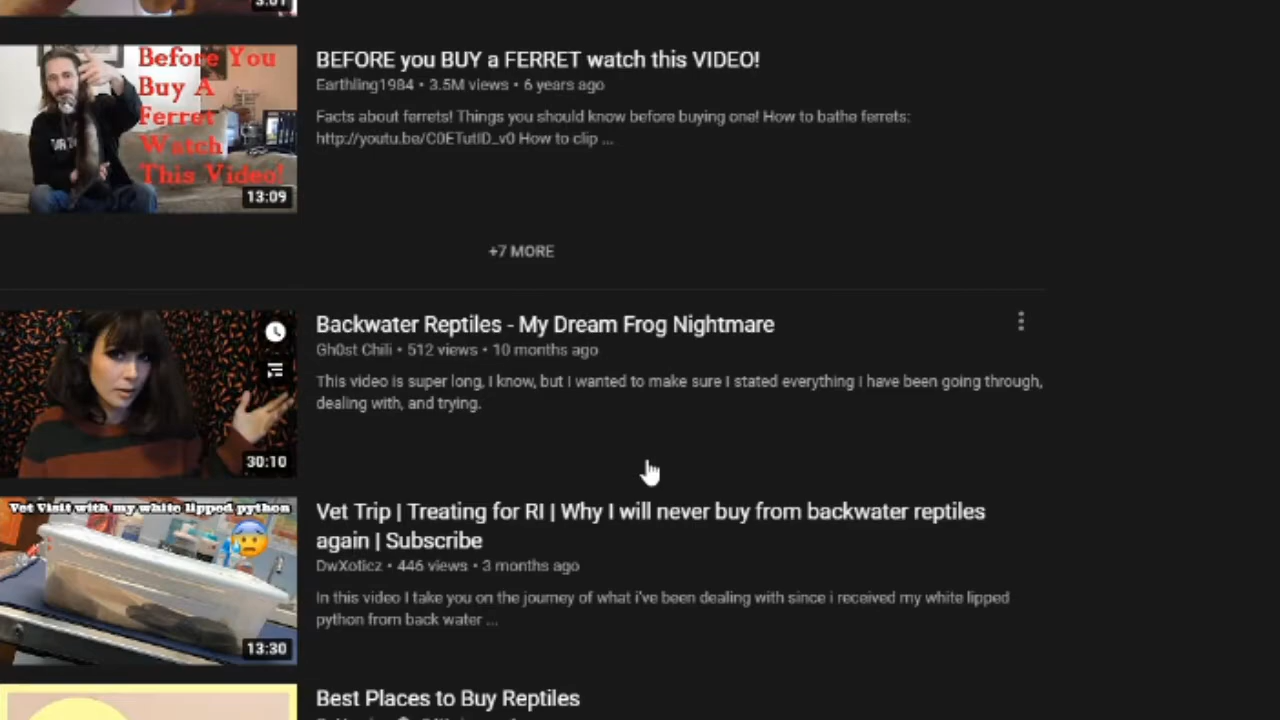 3:01
Before You
Buy A
Ferret
Watch
This Video!
13:09
BEFORE you BUY a FERRET watch this VIDEO!
Earthling1984 • 3.5M views • 6 years ago
Facts about ferrets! Things you should know before buying one! How to bathe ferrets:
http://youtu.be/C0ETutID_v0 How to clip ...
+7 MORE
30:10
Backwater Reptiles - My Dream Frog Nightmare
Gh0st Chili • 512 views • 10 months ago
This video is super long, I know, but I wanted to make sure I stated everything I have been going through,
dealing with, and trying.
Vet Visit with my white lipped python
13:30
Vet Trip | Treating for RI | Why I will never buy from backwater reptiles
again | Subscribe
DwXoticz • 446 views • 3 months ago
In this video I take you on the journey of what i've been dealing with since i received my white lipped
python from back water ...
Best Places to Buy Reptiles